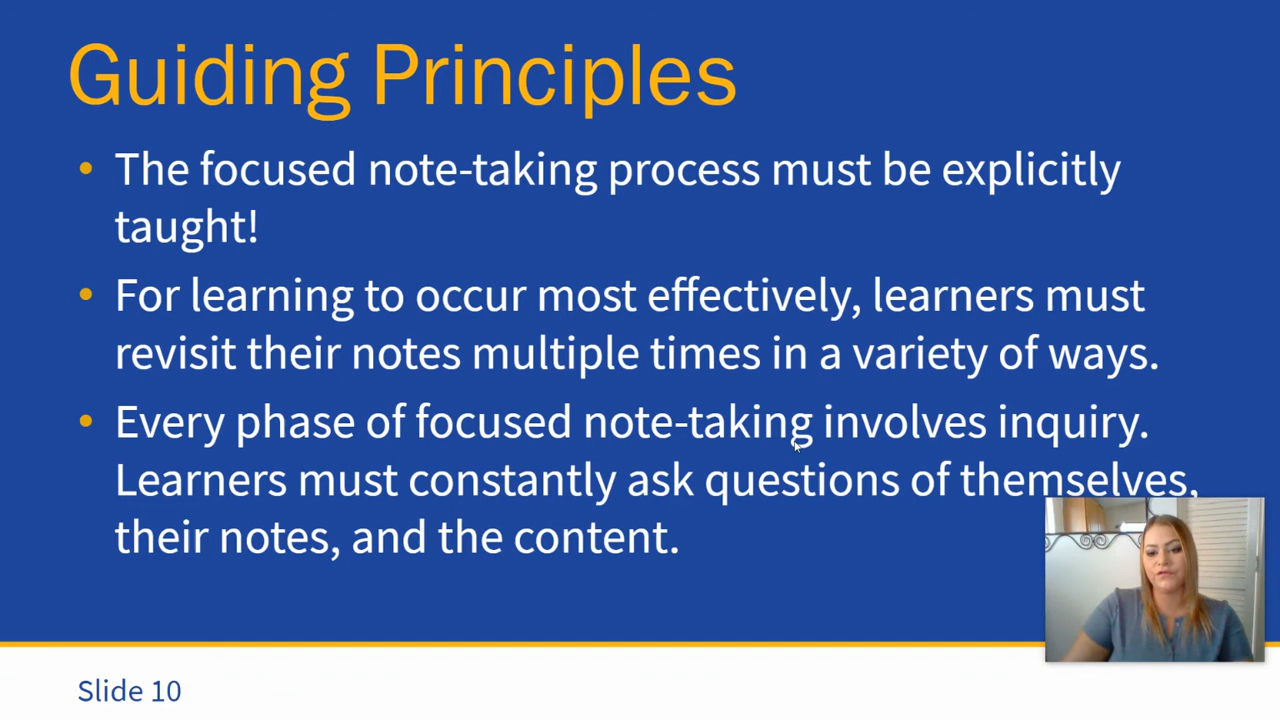 Guiding Principles
• The focused note-taking process must be explicitly
taught!
• For learning to occur most effectively, learners must
revisit their notes multiple times in a variety of ways.
• Every phase of focused note-taking involves inquiry.
Learners must constantly ask questions of themselves,
their notes, and the content.
Slide 10